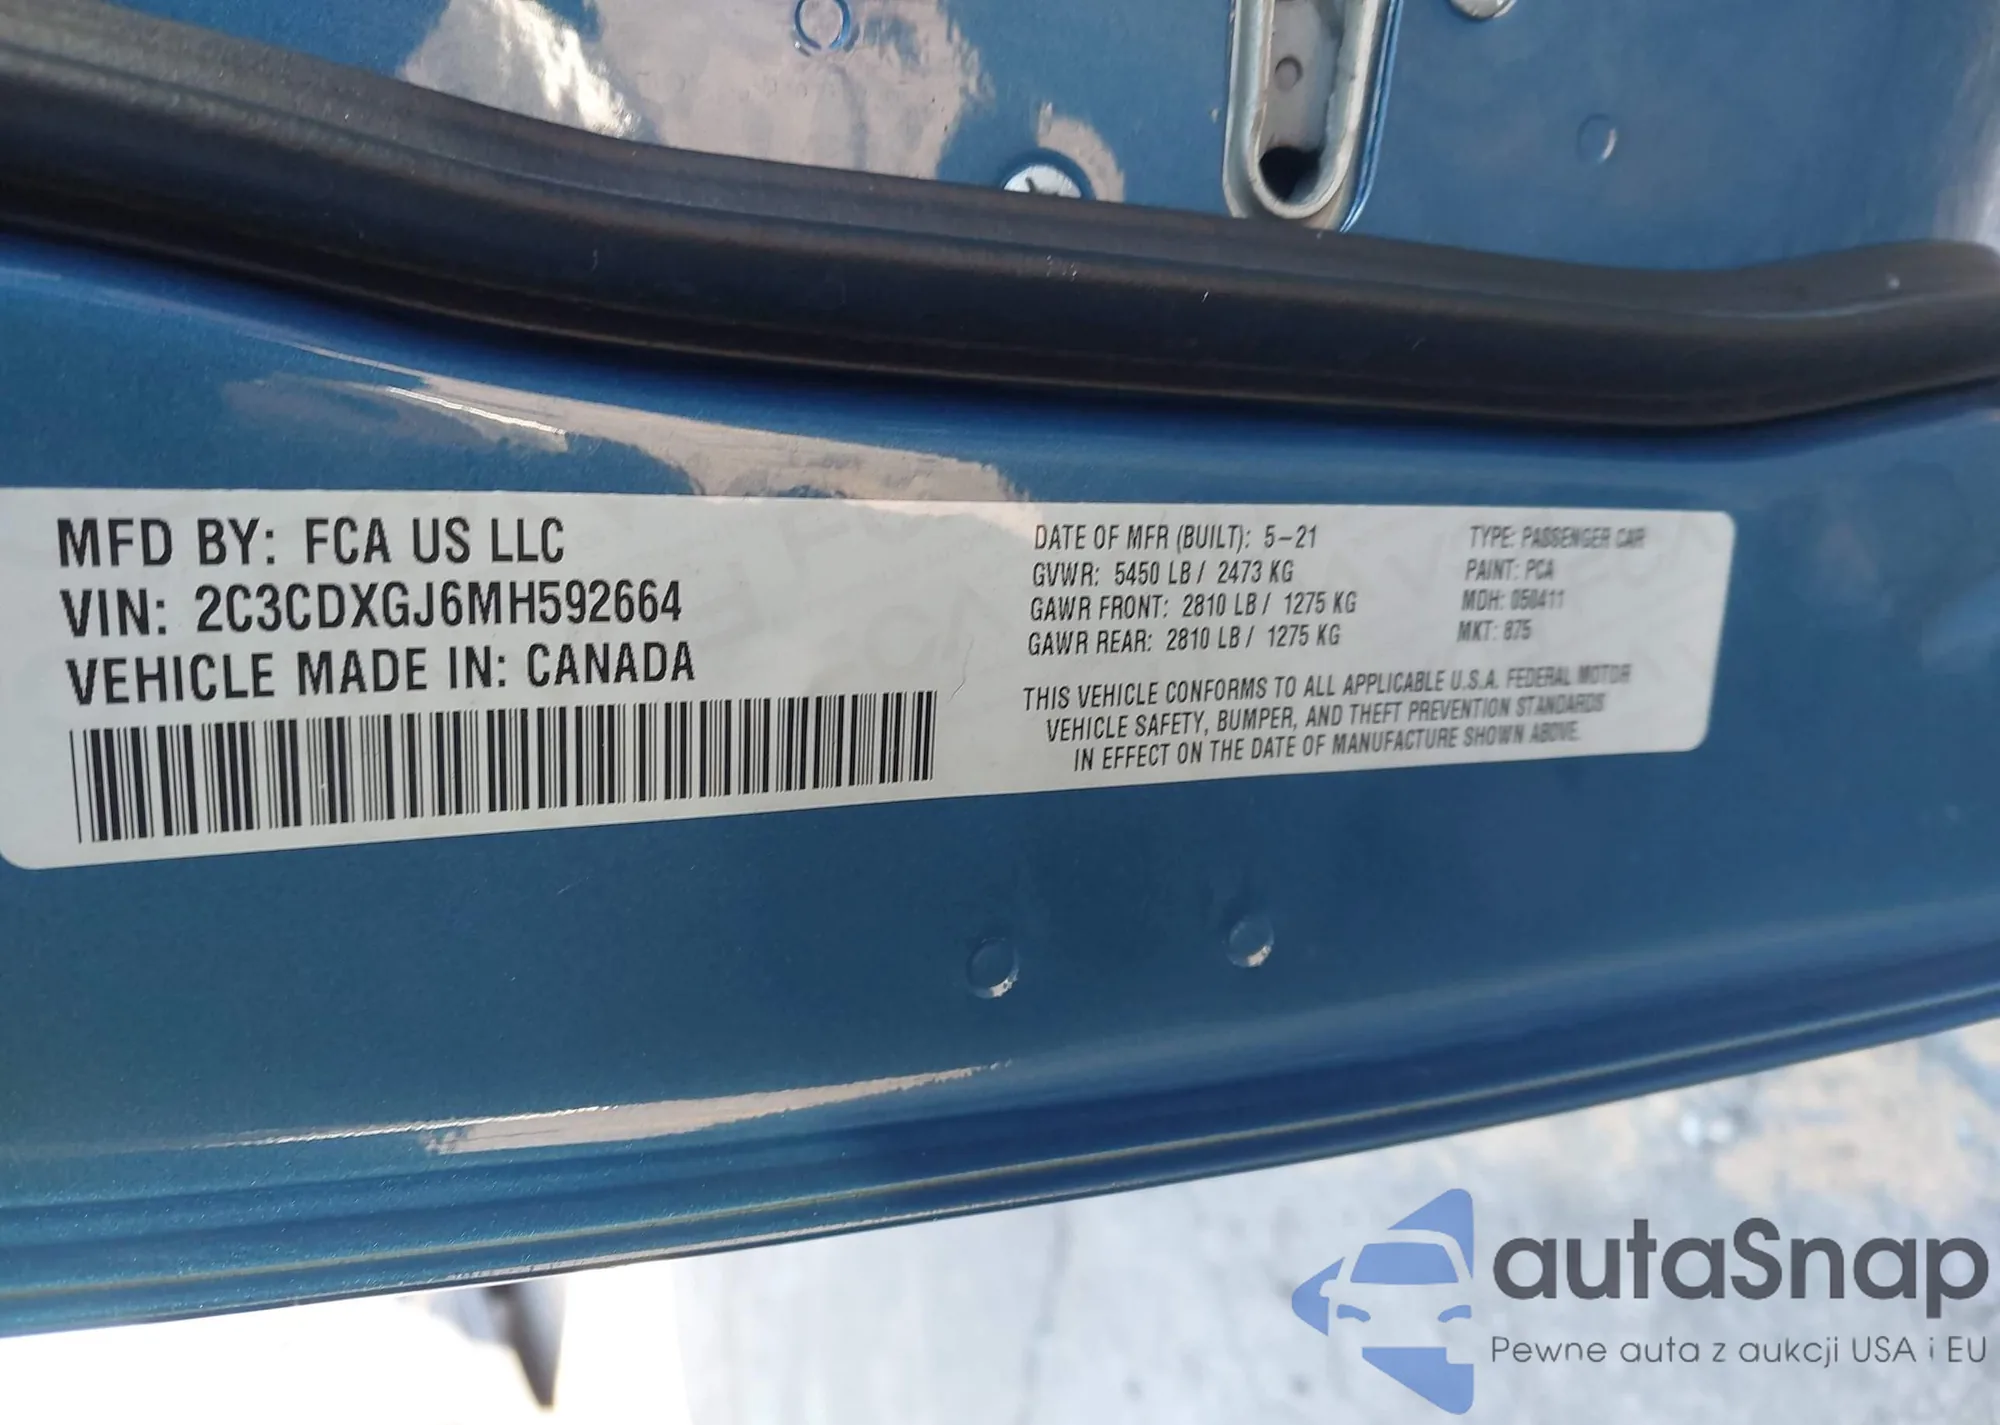 MFD BY: FCA US LLC
VIN: 2C3CDXGJ6MH592664
VEHICLE MADE IN: CANADA
DATE OF MFR (BUILT): 5-21
GVWR: 5450 LB / 2473 KG
GAWR FRONT: 2810 LB / 1275 KG
GAWR REAR: 2810 LB / 1275 KG
TYPE: PASSENGER CAR
PAINT: PCA
MDH: 050411
MKT: 875
THIS VEHICLE CONFORMS TO ALL APPLICABLE U.S.A. FEDERAL MOTOR
VEHICLE SAFETY, BUMPER, AND THEFT PREVENTION STANDARDS
IN EFFECT ON THE DATE OF MANUFACTURE SHOWN ABOVE.
autaSnap
Pewne auta z aukcji USA i EU